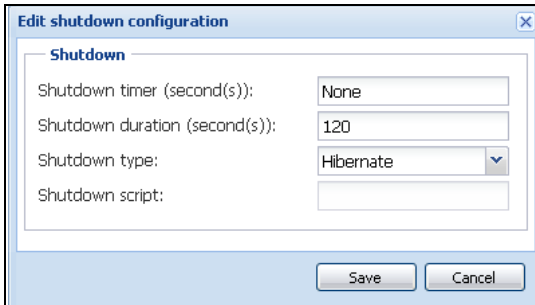 Edit shutdown configuration
Shutdown
Shutdown timer (second(s)): None
Shutdown duration (second(s)): 120
Shutdown type: Hibernate
Shutdown script:
Save Cancel